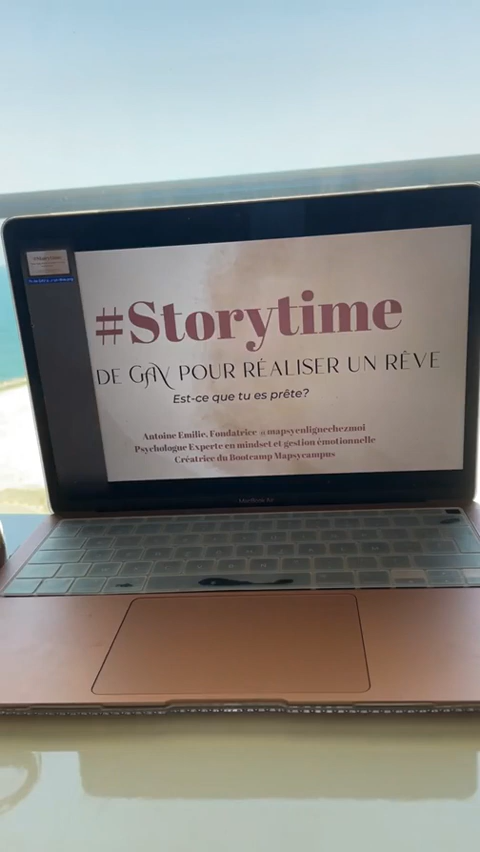 #Storytime
DE GAV POUR RÉALISER UN RÊVE
Est-ce que tu es prête?
Antoine Emilie, Fondatrice @mapsyenlignechezmoi
Psychologue Experte en mindset et gestion émotionnelle
Créatrice du Bootcamp Mapsycampus
MacBook Air